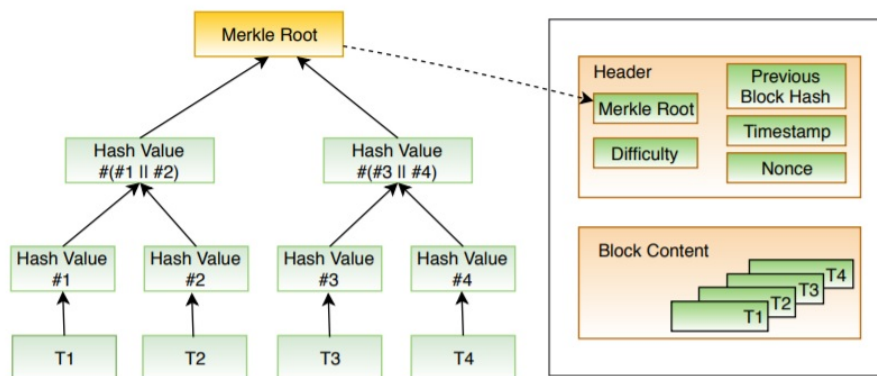 Merkle Root
Hash Value
#(#1 || #2)
Hash Value
#(#3 || #4)
Hash Value
#1
Hash Value
#2
Hash Value
#3
Hash Value
#4
T1
T2
T3
T4
Header
Merkle Root
Difficulty
Previous
Block Hash
Timestamp
Nonce
Block Content
T4
T3
T2
T1